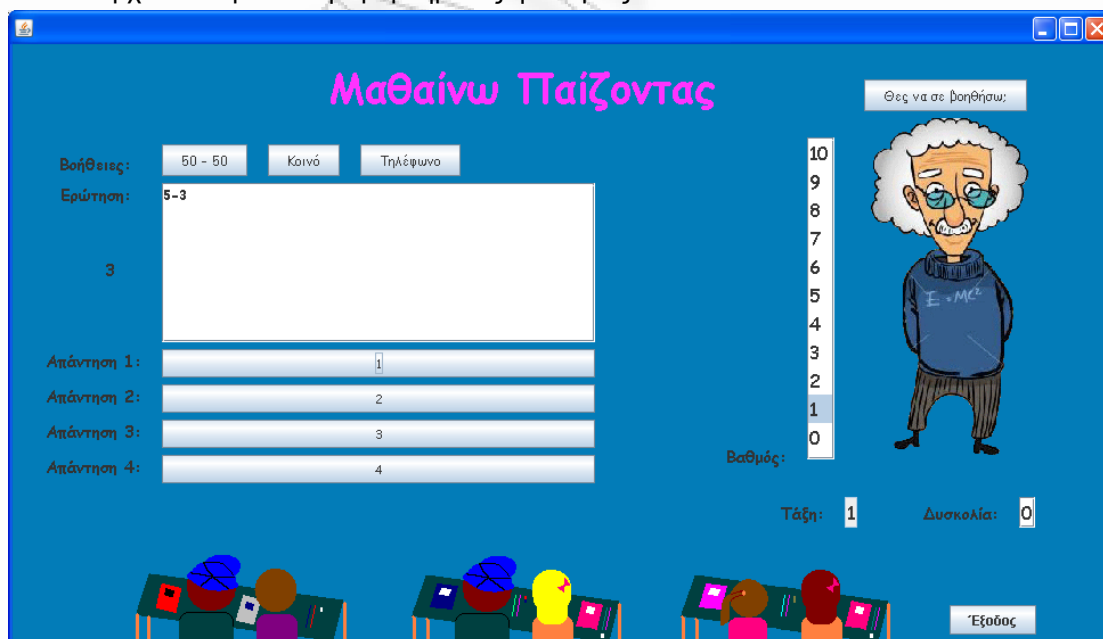 Μαθαίνω Παίζοντας
Θες να σε βοηθήσω;
Βοήθειες: 50 - 50 Κοινό Τηλέφωνο
Ερώτηση: 5-3
3
Απάντηση 1: 1
Απάντηση 2: 2
Απάντηση 3: 3
Απάντηση 4: 4
10
9
8
7
6
5
4
3
2
1
0
Βαθμός:
E=MC²
Τάξη: 1 Δυσκολία: 0
Έξοδος